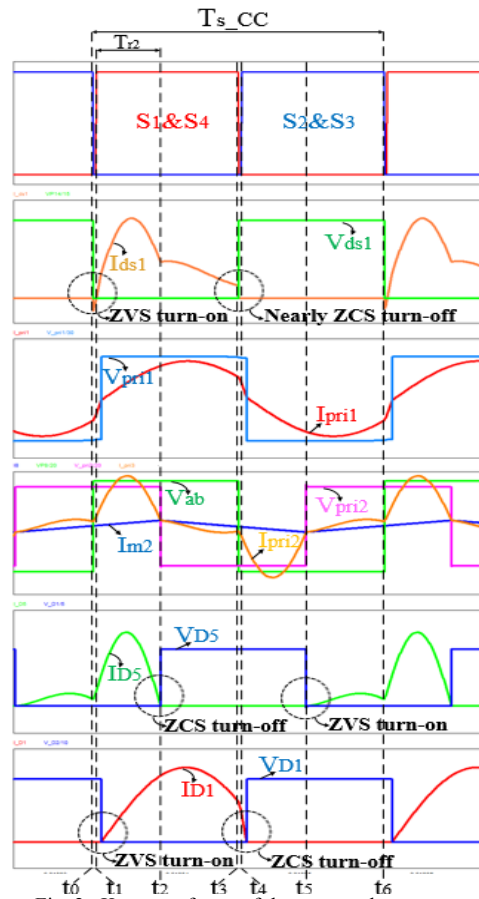 Ts_CC
Tr2
S1&S4
S2&S3
Ids1
Vds1
ZVS turn-on
Nearly ZCS turn-off
Vpri1
Ipri1
Vab
Vpri2
Im2
Ipri2
VD5
ID5
ZCS turn-off
ZVS turn-on
VD1
ID1
ZVS turn-on
ZCS turn-off
t0 t1 t2 t3 t4 t5 t6